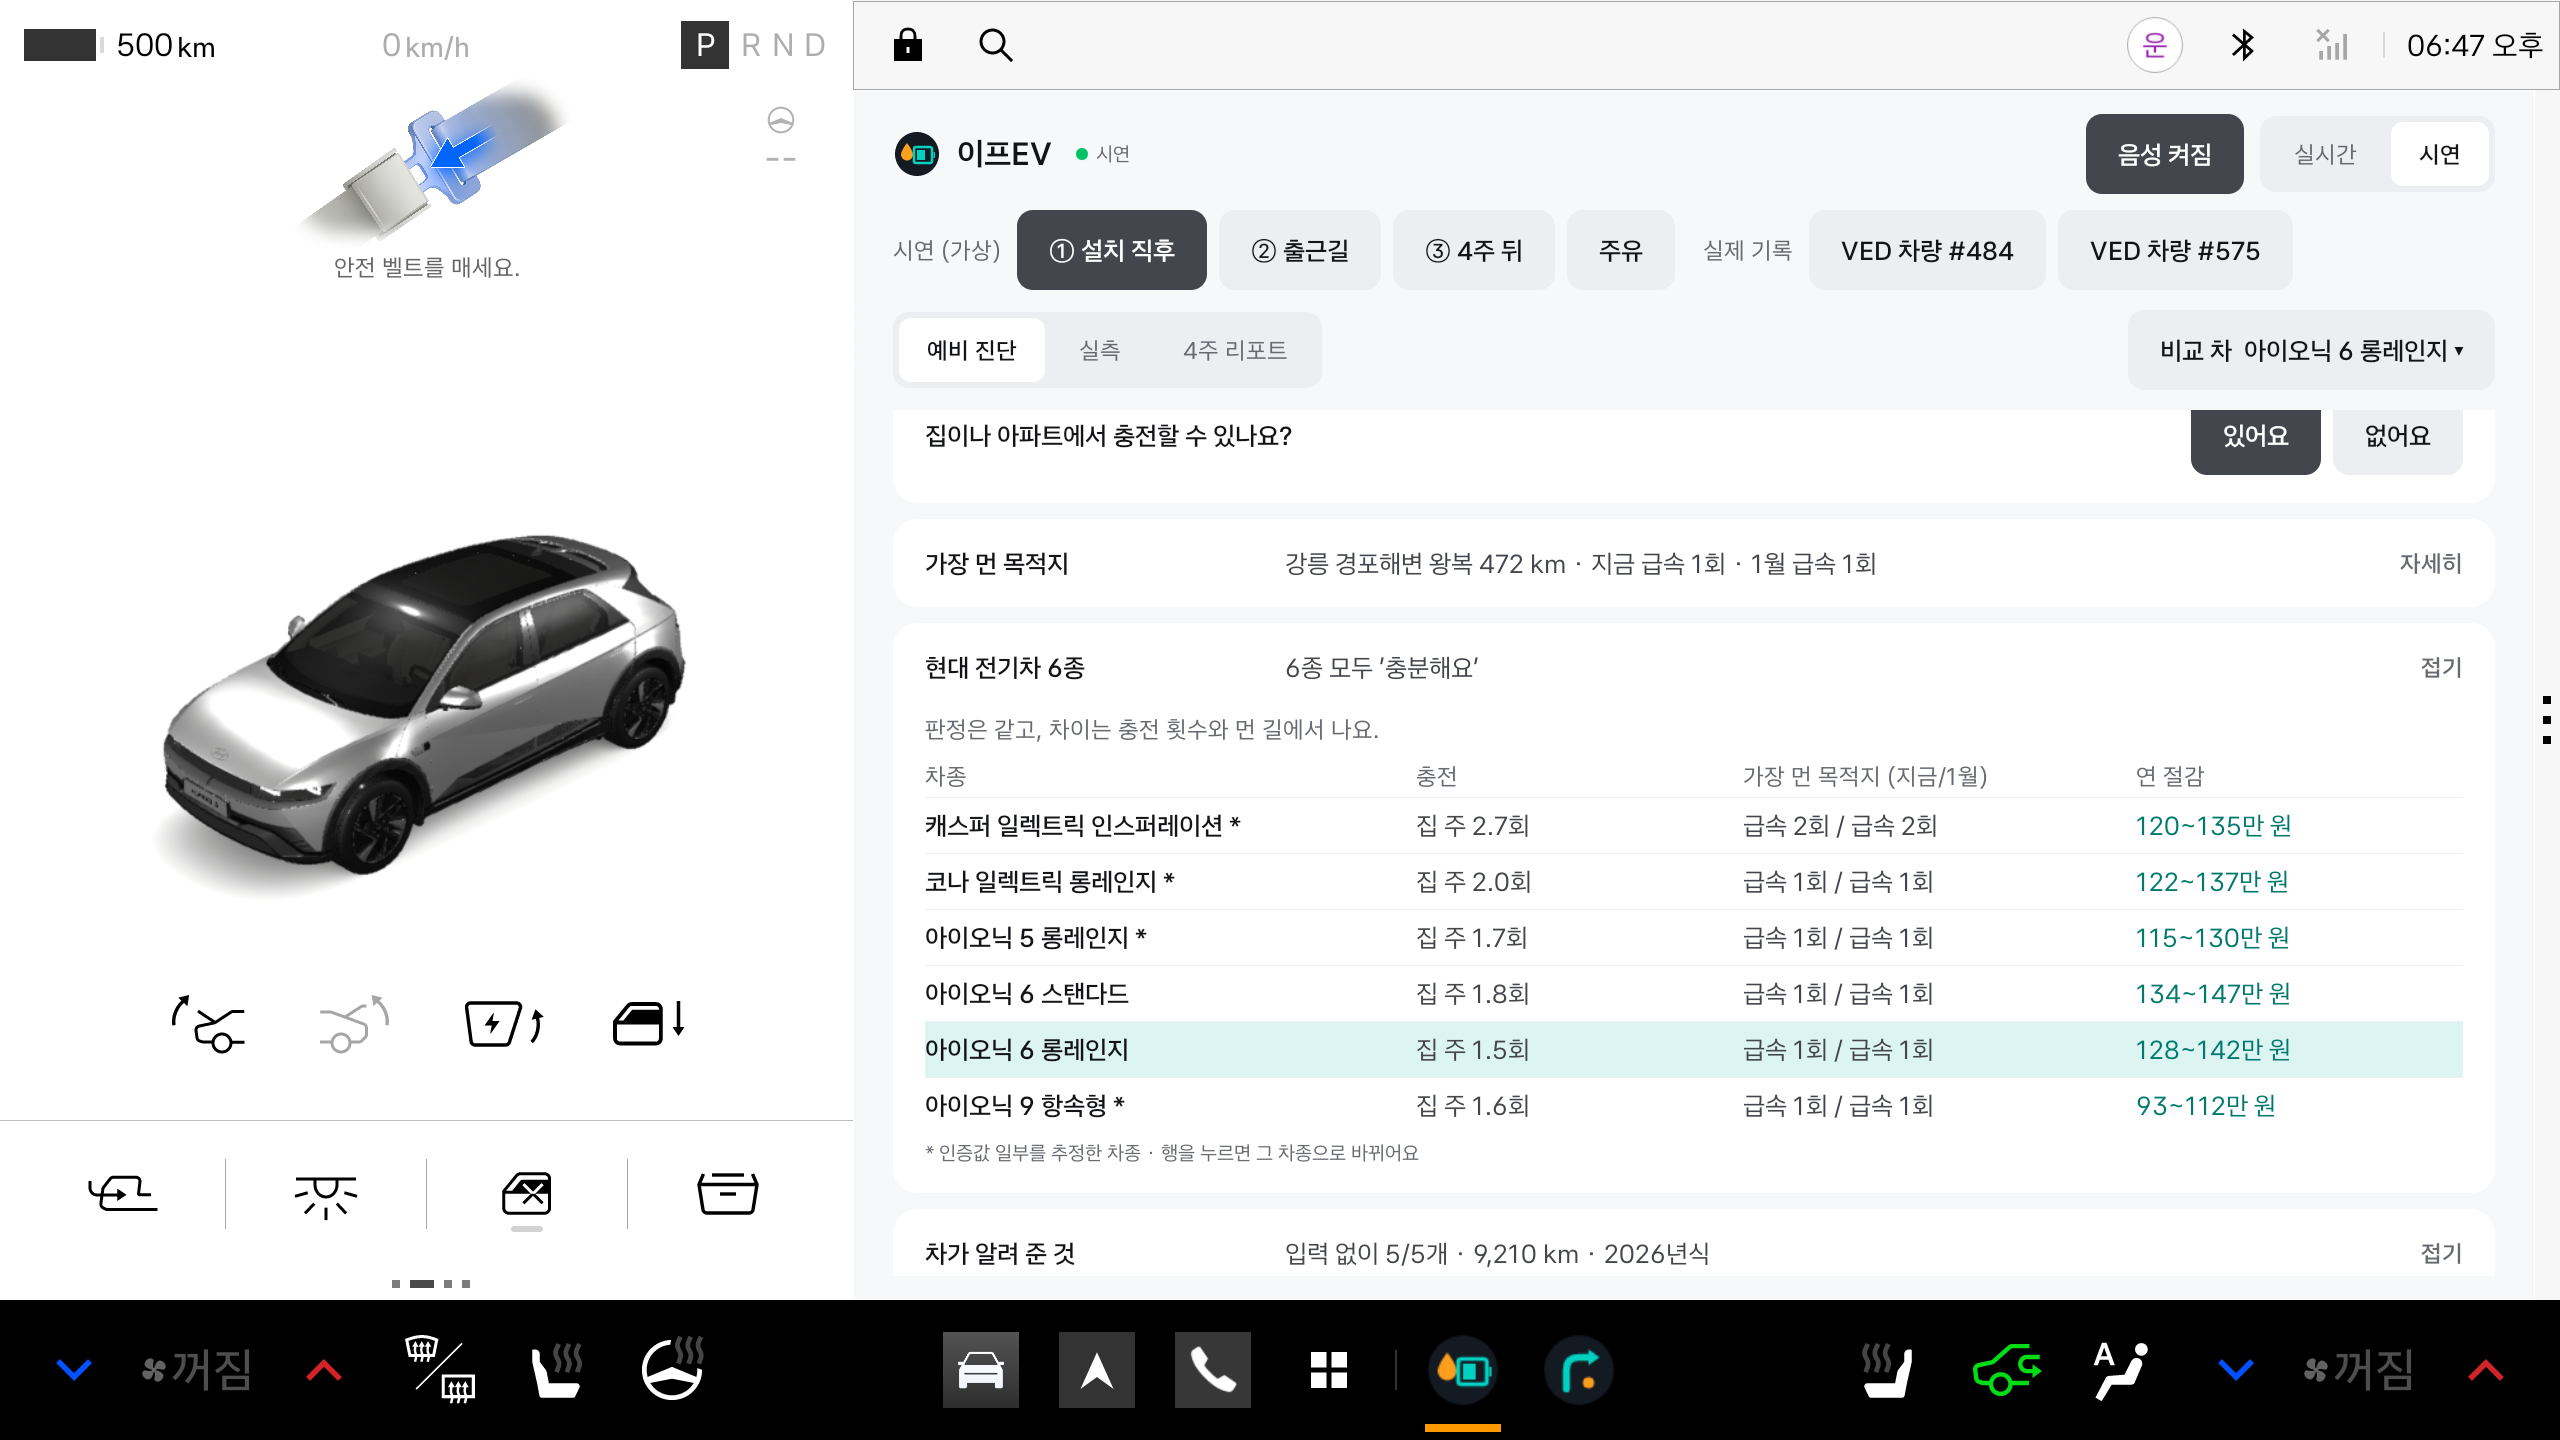 500 km
0 km/h
P R N D
안전 벨트를 매세요.
운
06:47 오후
이프EV
시연
음성 켜짐
실시간
시연
시연 (가상)
① 설치 직후
② 출근길
③ 4주 뒤
주유
실제 기록
VED 차량 #484
VED 차량 #575
예비 진단
실측
4주 리포트
비교 차 아이오닉 6 롱레인지 ▾
집이나 아파트에서 충전할 수 있나요?
있어요
없어요
가장 먼 목적지
강릉 경포해변 왕복 472 km · 지금 급속 1회 · 1월 급속 1회
자세히
현대 전기차 6종
6종 모두 '충분해요'
접기
판정은 같고, 차이는 충전 횟수와 먼 길에서 나요.
차종 충전 가장 먼 목적지 (지금/1월) 연 절감
캐스퍼 일렉트릭 인스퍼레이션 * 집 주 2.7회 급속 2회 / 급속 2회 120~135만 원
코나 일렉트릭 롱레인지 * 집 주 2.0회 급속 1회 / 급속 1회 122~137만 원
아이오닉 5 롱레인지 * 집 주 1.7회 급속 1회 / 급속 1회 115~130만 원
아이오닉 6 스탠다드 집 주 1.8회 급속 1회 / 급속 1회 134~147만 원
아이오닉 6 롱레인지 집 주 1.5회 급속 1회 / 급속 1회 128~142만 원
아이오닉 9 항속형 * 집 주 1.6회 급속 1회 / 급속 1회 93~112만 원
* 인증값 일부를 추정한 차종 · 행을 누르면 그 차종으로 바뀌어요
차가 알려 준 것
입력 없이 5/5개 · 9,210 km · 2026년식
접기
꺼짐
A
꺼짐